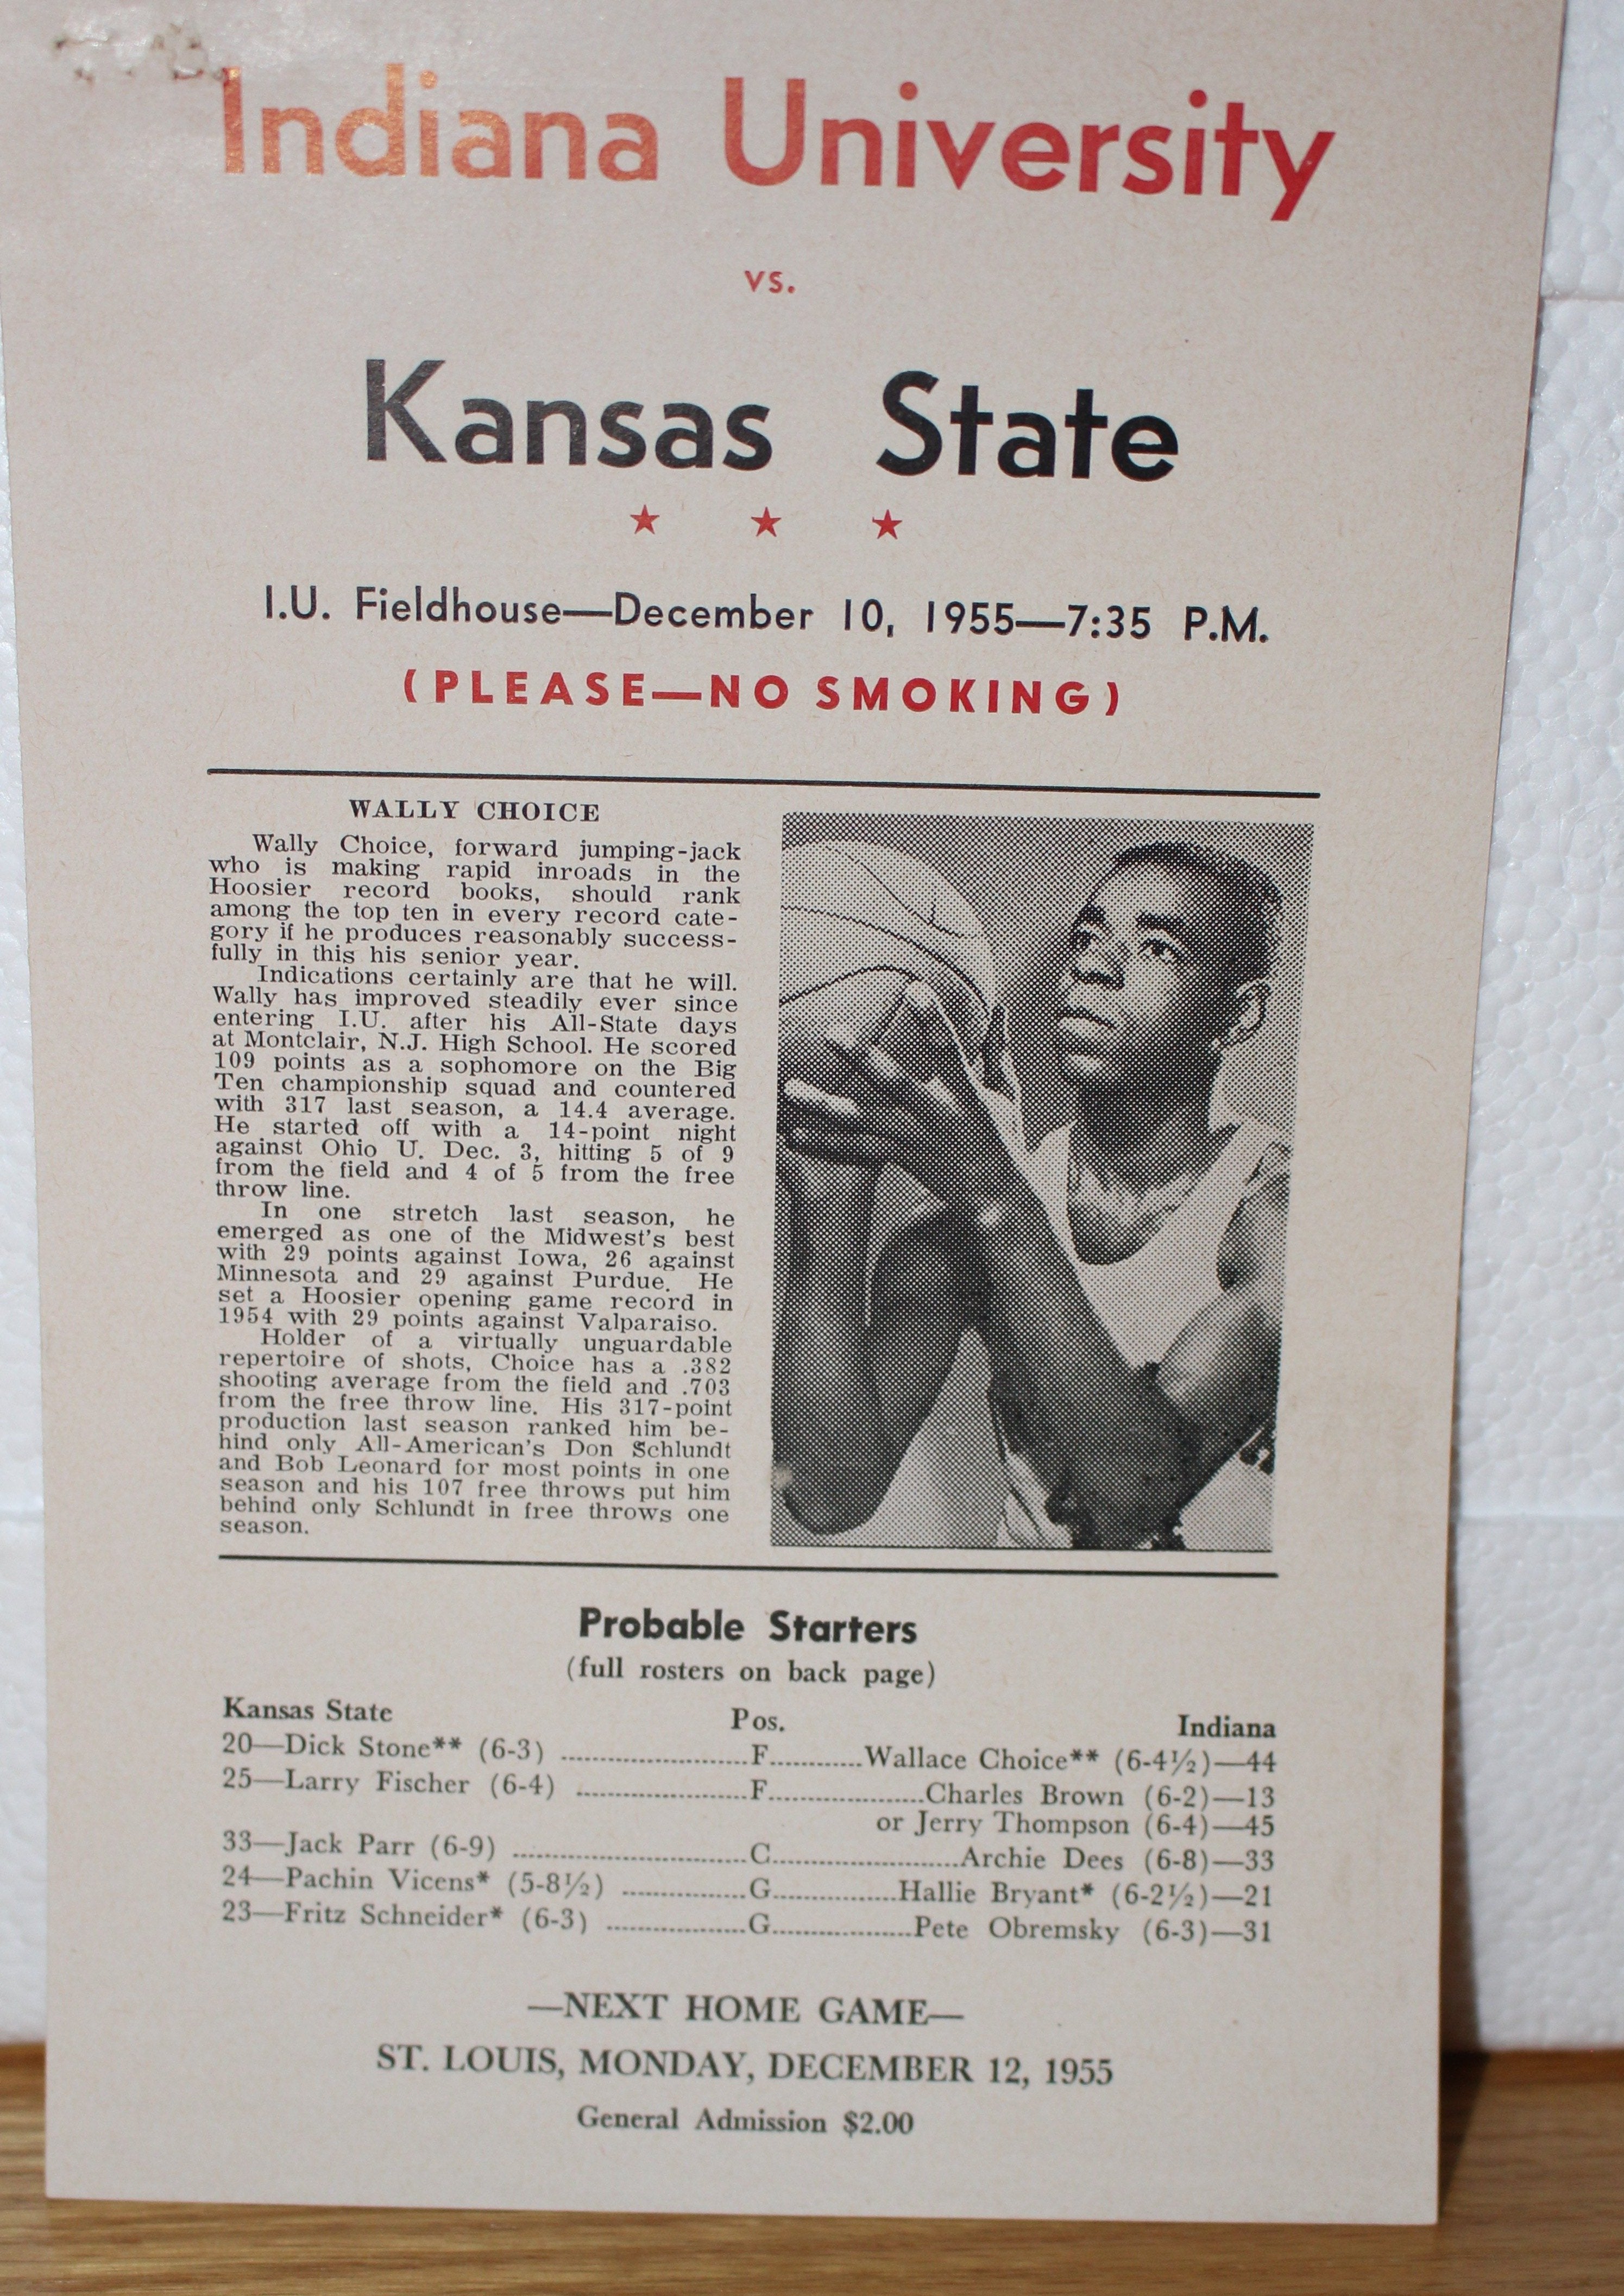 Indiana University
vs.
Kansas State
★ ★ ★
I.U. Fieldhouse—December 10, 1955—7:35 P.M.
(PLEASE—NO SMOKING)
WALLY CHOICE
Wally Choice, forward jumping-jack
who is making rapid inroads in the
Hoosier record books, should rank
among the top ten in every record cate-
gory if he produces reasonably success-
fully in this his senior year.
Indications certainly are that he will.
Wally has improved steadily ever since
entering I.U. after his All-State days
at Montclair, N.J. High School. He scored
109 points as a sophomore on the Big
Ten championship squad and countered
with 317 last season, a 14.4 average.
He started off with a 14-point night
against Ohio U. Dec. 3, hitting 5 of 9
from the field and 4 of 5 from the free
throw line.
In one stretch last season, he
emerged as one of the Midwest's best
with 29 points against Iowa, 26 against
Minnesota and 29 against Purdue. He
set a Hoosier opening game record in
1954 with 29 points against Valparaiso.
Holder of a virtually unguardable
repertoire of shots, Choice has a .382
shooting average from the field and .703
from the free throw line. His 317-point
production last season ranked him be-
hind only All-American's Don Schlundt
and Bob Leonard for most points in one
season and his 107 free throws put him
behind only Schlundt in free throws one
season.
Probable Starters
(full rosters on back page)
Kansas State Pos. Indiana
20—Dick Stone** (6-3) ........................F............Wallace Choice** (6-4½)—44
25—Larry Fischer (6-4) ......................F....................Charles Brown (6-2)—13
or Jerry Thompson (6-4)—45
33—Jack Parr (6-9) ..............................C........................Archie Dees (6-8)—33
24—Pachin Vicens* (5-8½) ................G................Hallie Bryant* (6-2½)—21
23—Fritz Schneider* (6-3) ..................G..................Pete Obremsky (6-3)—31
—NEXT HOME GAME—
ST. LOUIS, MONDAY, DECEMBER 12, 1955
General Admission $2.00